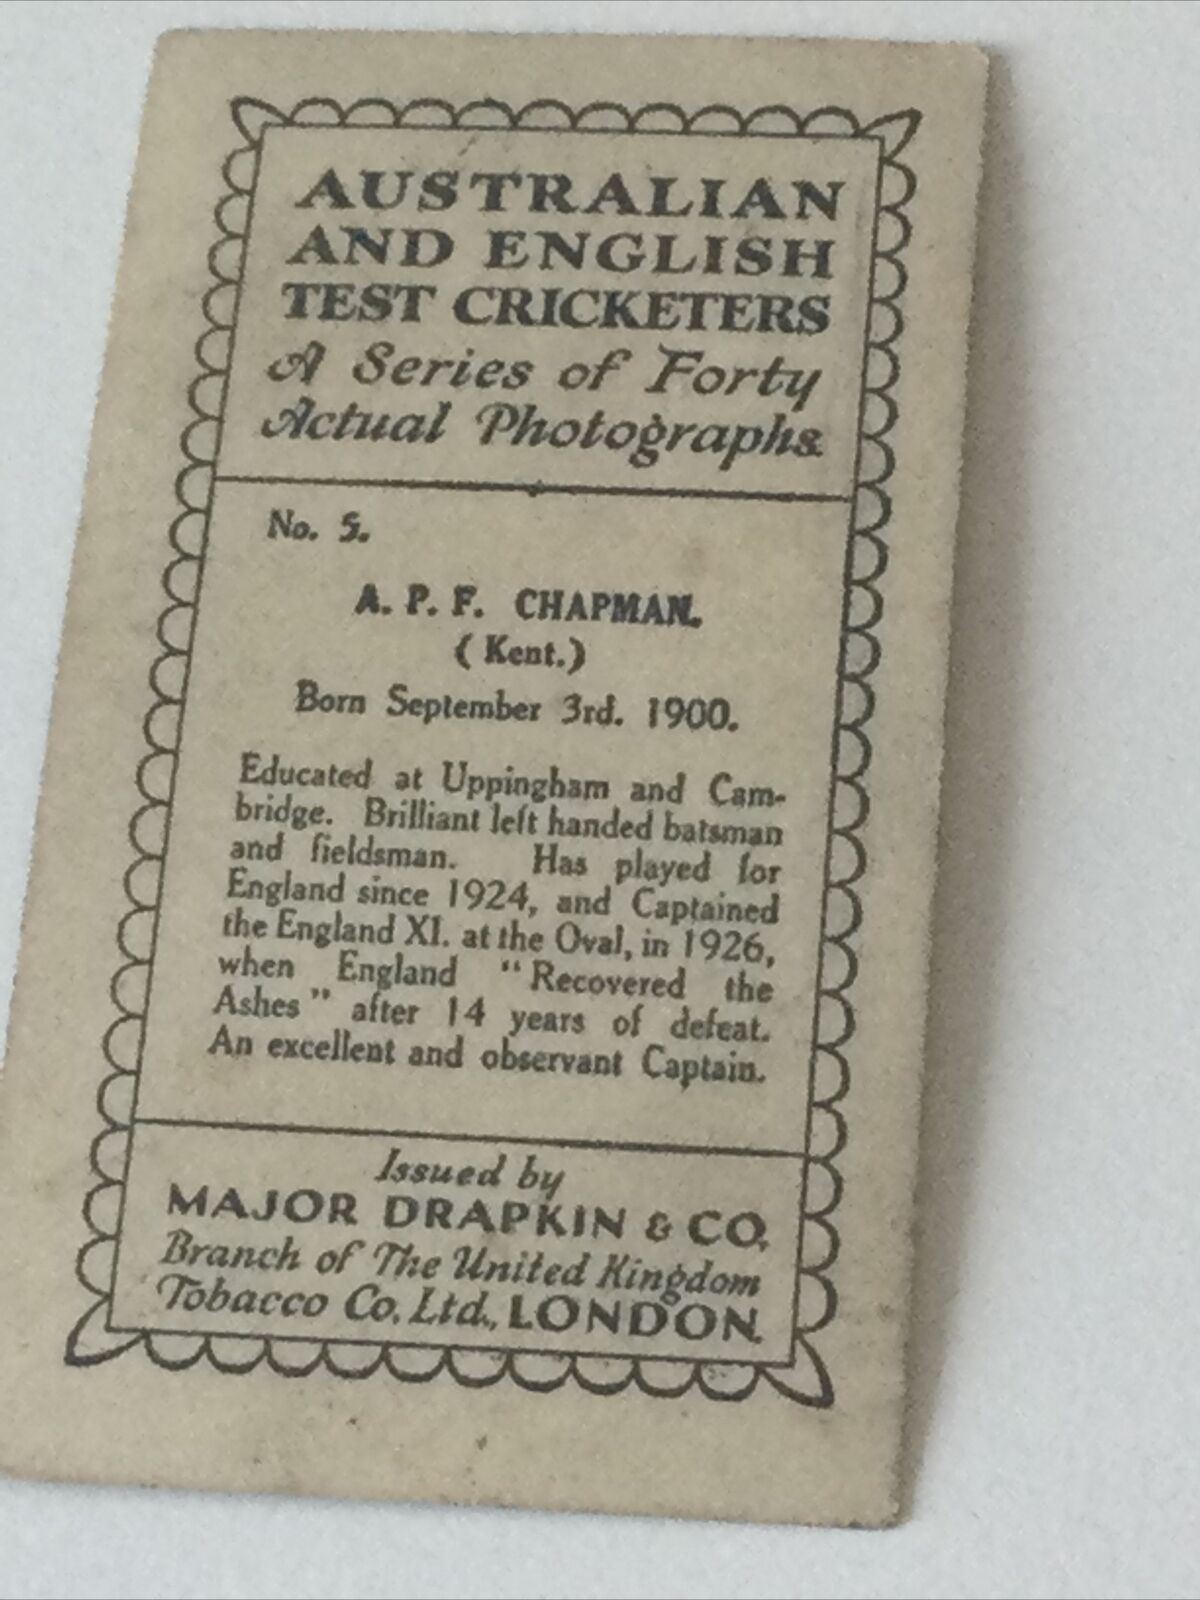 AUSTRALIAN
AND ENGLISH
TEST CRICKETERS
A Series of Forty
Actual Photographs.
No. 5.
A. P. F. CHAPMAN.
( Kent.)
Born September 3rd. 1900.
Educated at Uppingham and Cam-
bridge. Brilliant left handed batsman
and fieldsman. Has played for
England since 1924, and Captained
the England XI. at the Oval, in 1926,
when England "Recovered the
Ashes" after 14 years of defeat.
An excellent and observant Captain.
Issued by
MAJOR DRAPKIN & CO.
Branch of The United Kingdom
Tobacco Co. Ltd., LONDON.